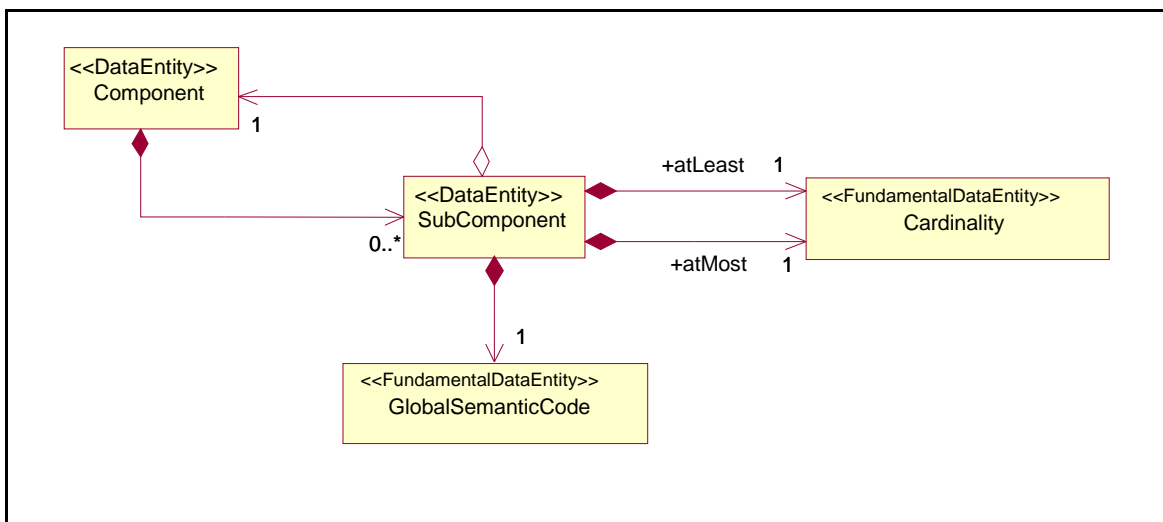 <<DataEntity>>
Component
1
+atLeast 1
<<DataEntity>>
SubComponent
<<FundamentalDataEntity>>
Cardinality
0..*
+atMost 1
1
<<FundamentalDataEntity>>
GlobalSemanticCode